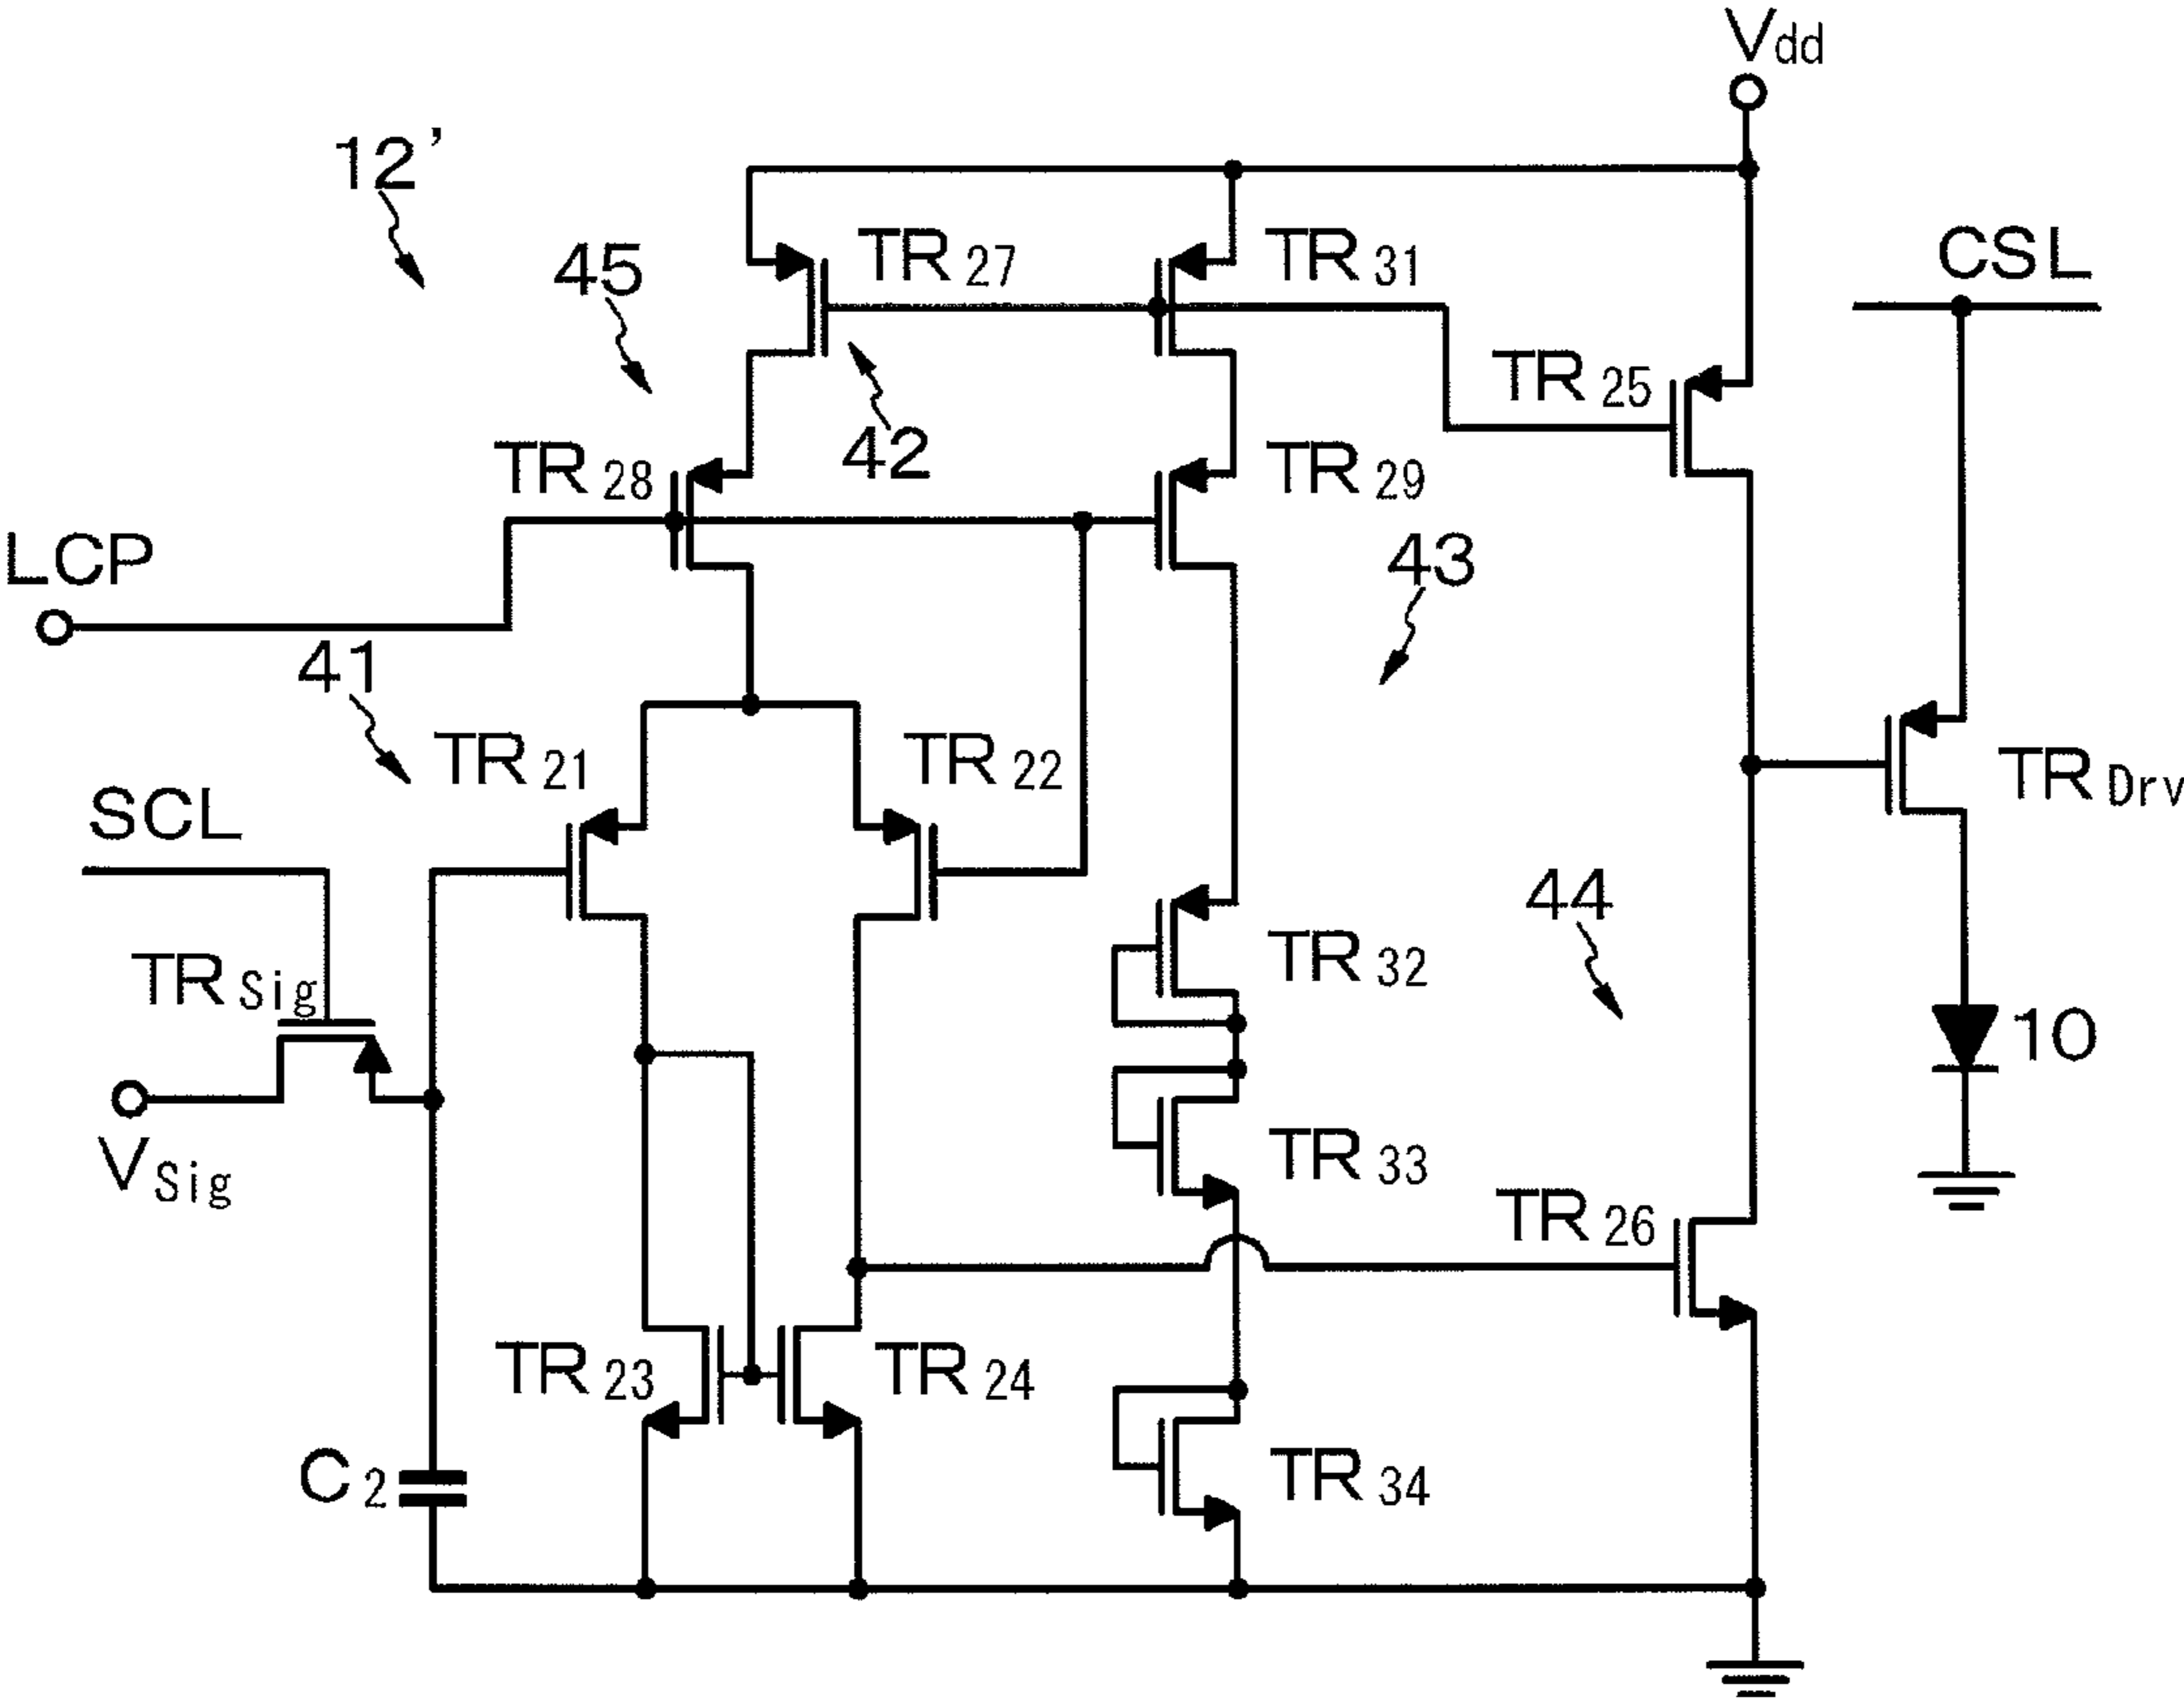 Vdd
12'
45
TR27
TR31
CSL
TR25
42
TR28
TR29
LCP
43
41
TR21
TR22
TRDrv
SCL
44
TRSig
TR32
10
VSig
TR33
TR26
TR23
TR24
C2
TR34